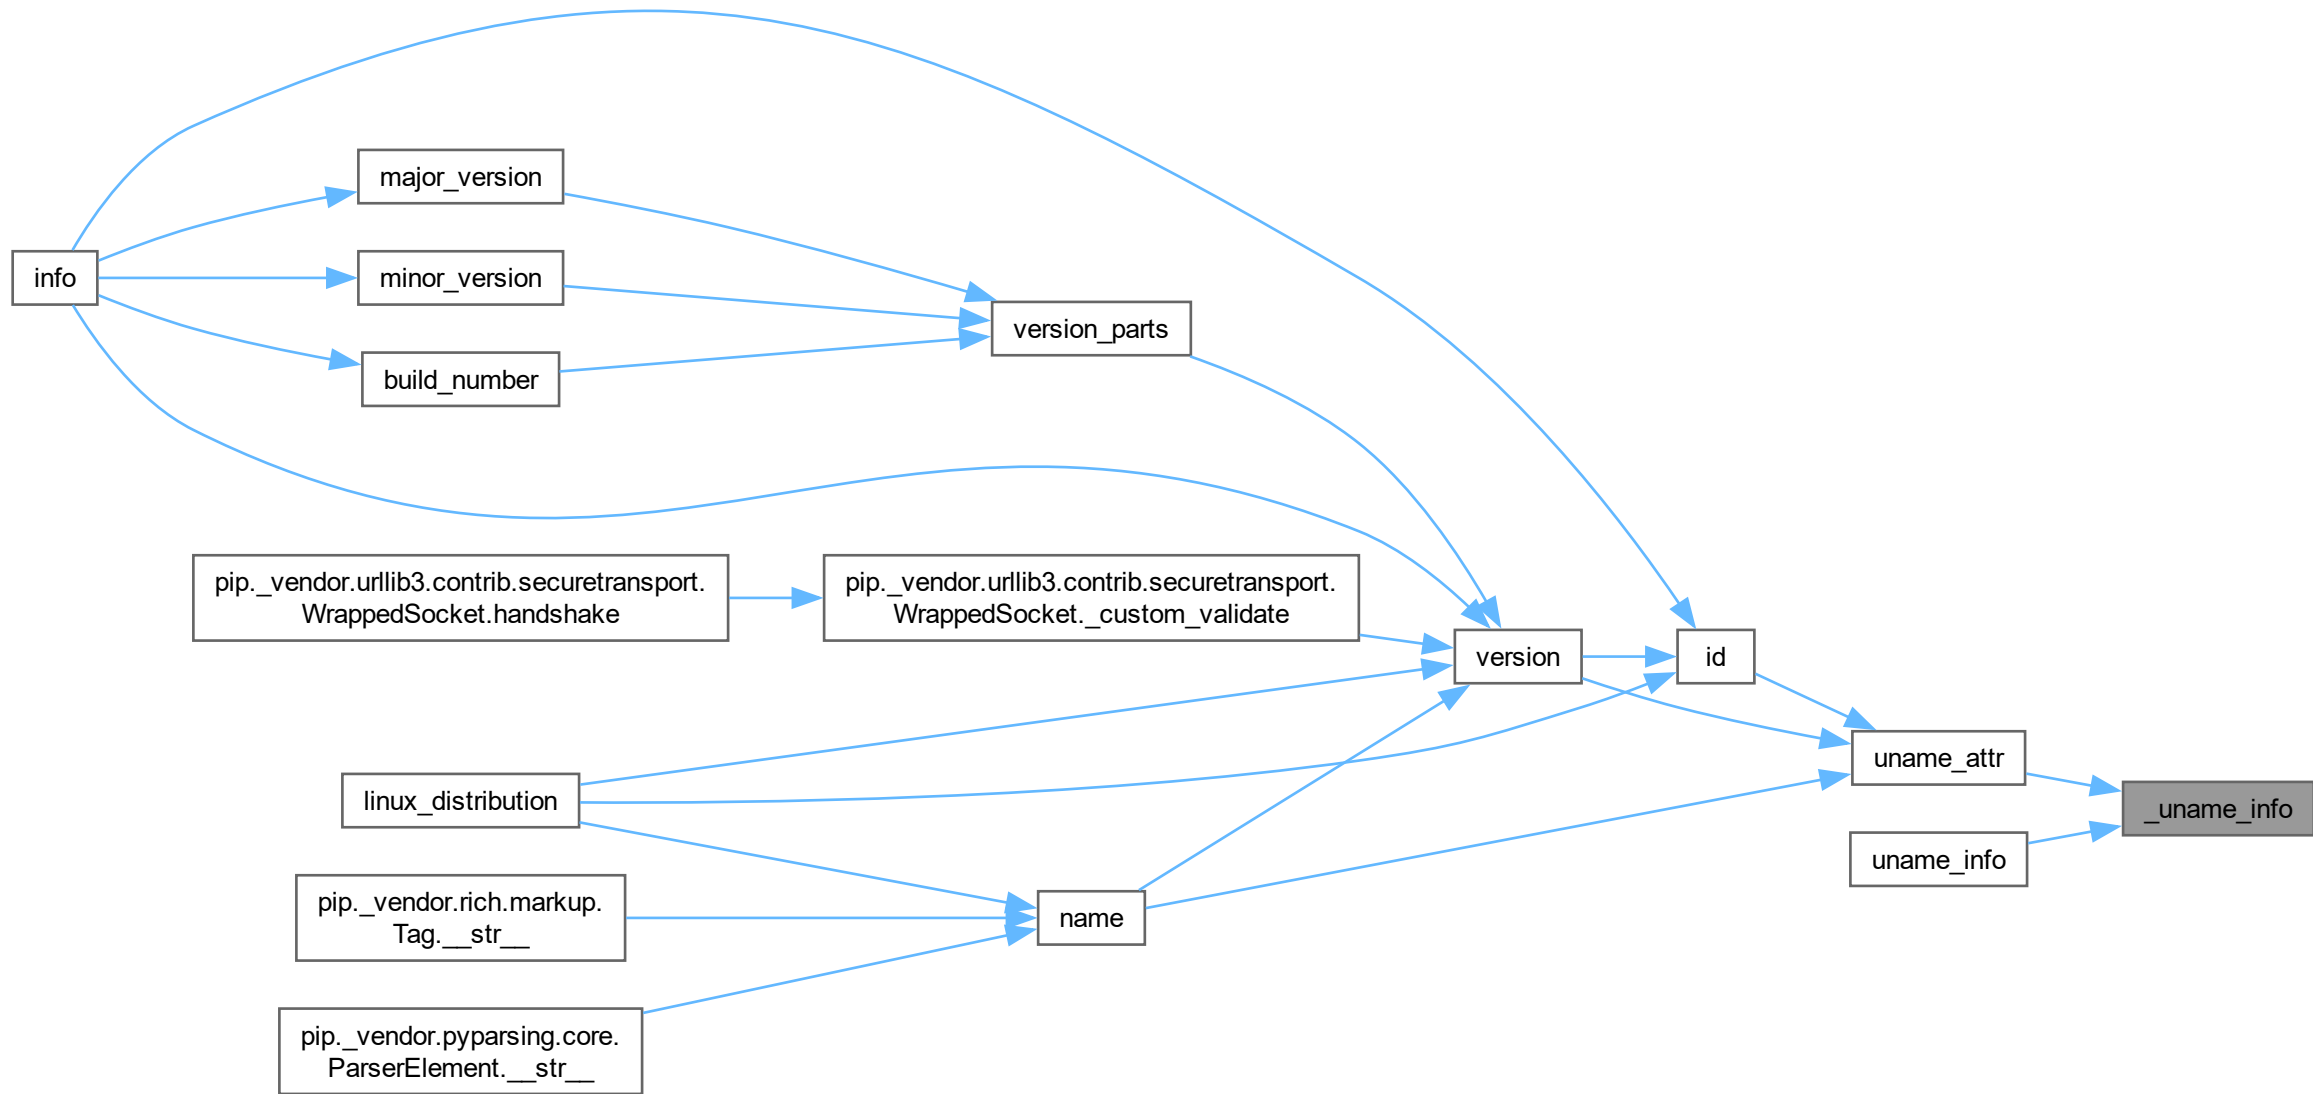 info
major_version
minor_version
build_number
version_parts
pip._vendor.urllib3.contrib.securetransport.
WrappedSocket.handshake
pip._vendor.urllib3.contrib.securetransport.
WrappedSocket._custom_validate
version
id
linux_distribution
uname_attr
_uname_info
uname_info
pip._vendor.rich.markup.
Tag.__str__
name
pip._vendor.pyparsing.core.
ParserElement.__str__